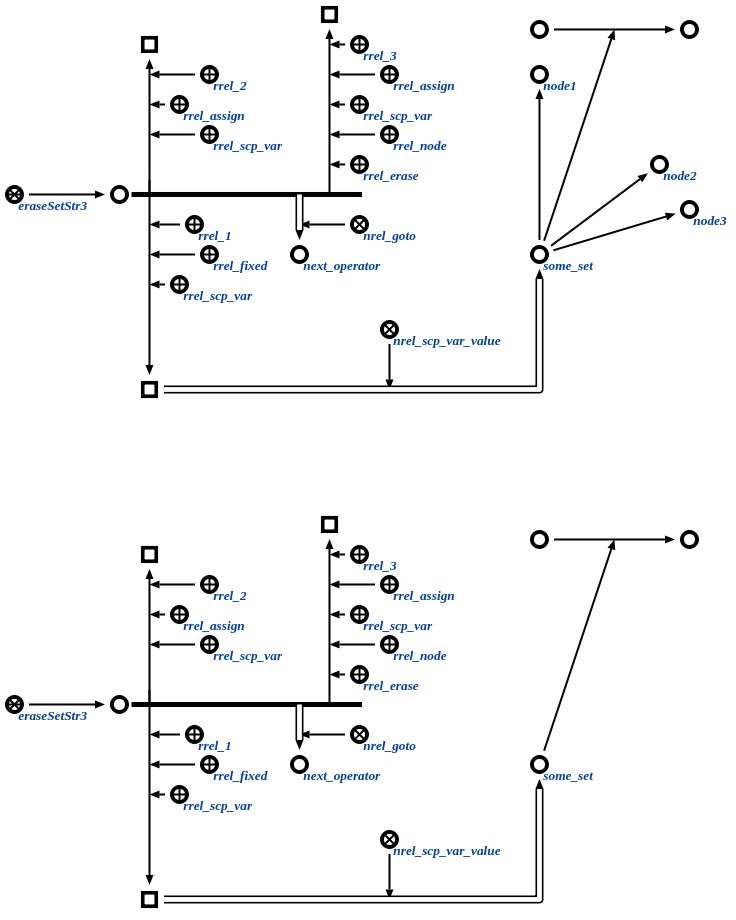 rrel_3
node1
rrel_2
rrel_assign
rrel_assign
rrel_scp_var
rrel_scp_var
rrel_node
rrel_erase
node2
eraseSetStr3
node3
rrel_1
nrel_goto
rrel_fixed
next_operator
some_set
rrel_scp_var
nrel_scp_var_value
rrel_3
rrel_2
rrel_assign
rrel_assign
rrel_scp_var
rrel_scp_var
rrel_node
rrel_erase
eraseSetStr3
rrel_1
nrel_goto
rrel_fixed
next_operator
some_set
rrel_scp_var
nrel_scp_var_value